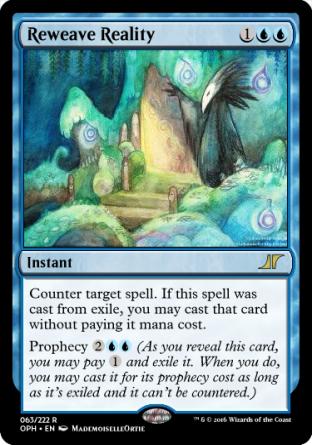 Reweave Reality 1
Instant
Counter target spell. If this spell was
cast from exile, you may cast that card
without paying it mana cost.
Prophecy 2 (As you reveal this card,
you may pay 1 and exile it. When you do,
you may cast it for its prophecy cost as long
as it's exiled and it can't be countered.)
063/222 R
OPH • EN MademoiselleOrtie
™ & © 2016 Wizards of the Coast